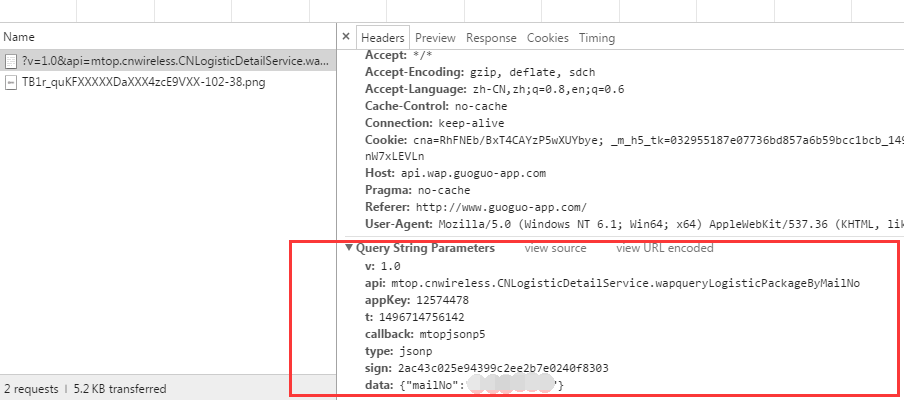 Name
?v=1.0&api=mtop.cnwireless.CNLogisticDetailService.wa...
TB1r_quKFXXXXXDaXXX4zcE9VXX-102-38.png
2 requests | 5.2 KB transferred
× Headers Preview Response Cookies Timing
Accept: */*
Accept-Encoding: gzip, deflate, sdch
Accept-Language: zh-CN,zh;q=0.8,en;q=0.6
Cache-Control: no-cache
Connection: keep-alive
Cookie: cna=RhFNEb/BxT4CAYzP5wXUYbye; _m_h5_tk=032955187e07736bd857a6b59bcc1bcb_149
nW7xLEVLn
Host: api.wap.guoguo-app.com
Pragma: no-cache
Referer: http://www.guoguo-app.com/
User-Agent: Mozilla/5.0 (Windows NT 6.1; Win64; x64) AppleWebKit/537.36 (KHTML, lik
▼ Query String Parameters view source view URL encoded
v: 1.0
api: mtop.cnwireless.CNLogisticDetailService.wapqueryLogisticPackageByMailNo
appKey: 12574478
t: 1496714756142
callback: mtopjsonp5
type: jsonp
sign: 2ac43c025e94399c2ee2b7e0240f8303
data: {"mailNo":"}